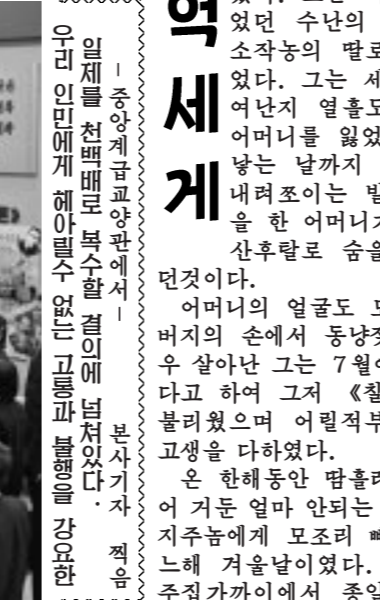 우리 인민에게 헤아릴수 없는 고통과 불행을 강요한
일제를 천백배로 복수할 결의에 넘쳐있다.
－중앙계급교양관에서－ 본사기자 찍음
억세게
었던 수난의
소작농의 딸로
었다. 그는 세
여난지 열흘도
어머니를 잃었
낳는 날까지
내려쪼이는
을 한 어머니
산후탈로 숨을
던것이다.
어머니의 얼굴도
버지의 손에서 동냥젖
우 살아난 그는 7월
다고 하여 그저 《칠
불리웠으며 어릴적부
고생을 다하였다.
온 한해동안 땀흘려
어 거둔 얼마 안되는
지주놈에게 모조리
느해 겨울날이였다.
주집가까이에서 종일